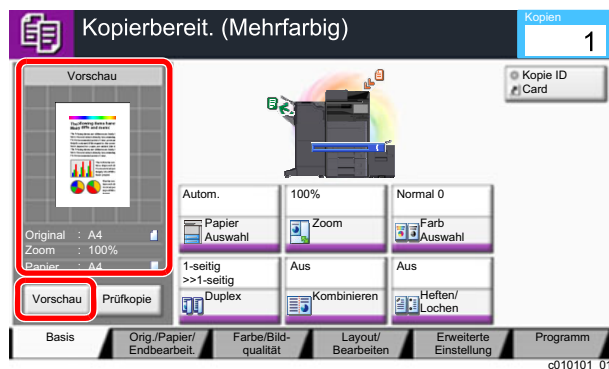 Kopierbereit. (Mehrfarbig)
Kopien
1
Vorschau
Original : A4
Zoom : 100%
Papier : A4
Vorschau
Prüfkopie
Kopie ID
Card
Autom.
Papier
Auswahl
100%
Zoom
Normal 0
Farb
Auswahl
1-seitig
>>1-seitig
Duplex
Aus
Kombinieren
Aus
Heften/
Lochen
Basis
Orig./Papier/
Endbearbeit.
Farbe/Bild-
qualität
Layout/
Bearbeiten
Erweiterte
Einstellung
Programm
c010101_01